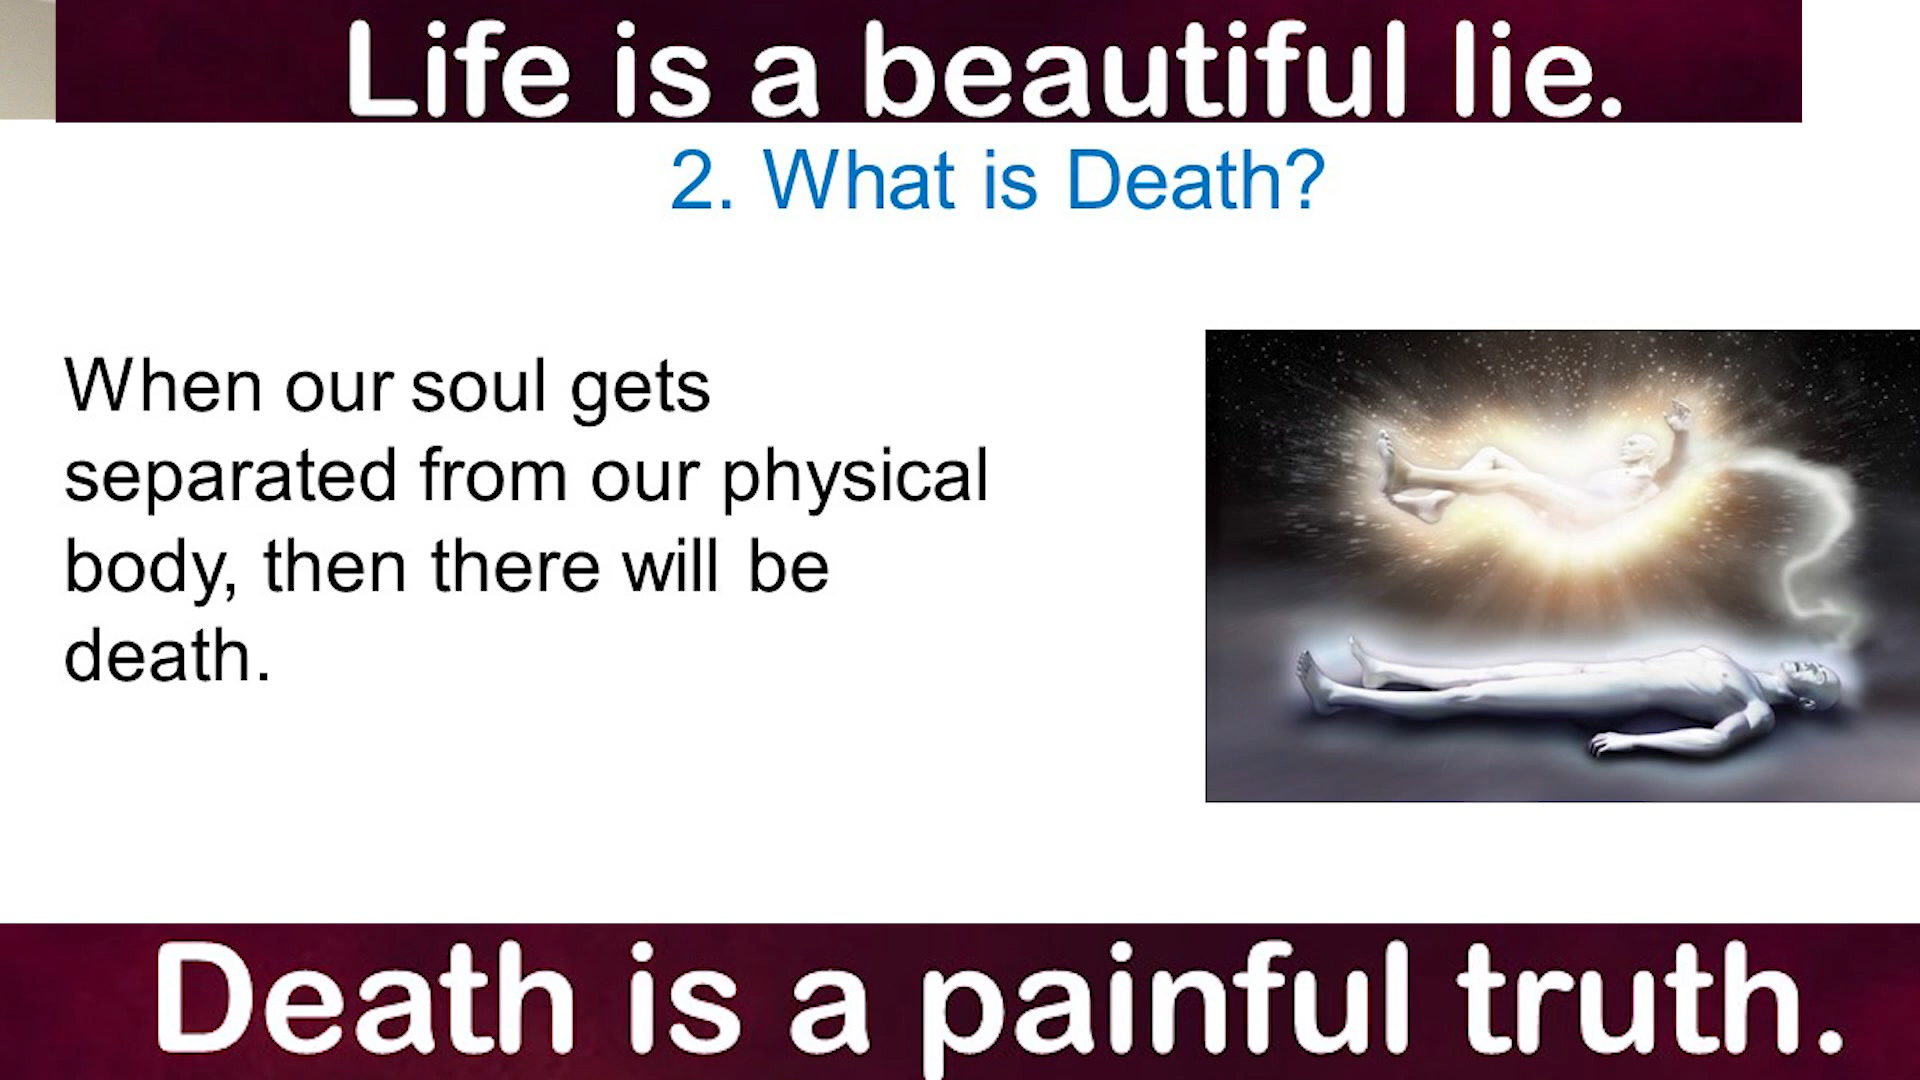 Life is a beautiful lie.
2. What is Death?
When our soul gets
separated from our physical
body, then there will be
death.
Death is a painful truth.